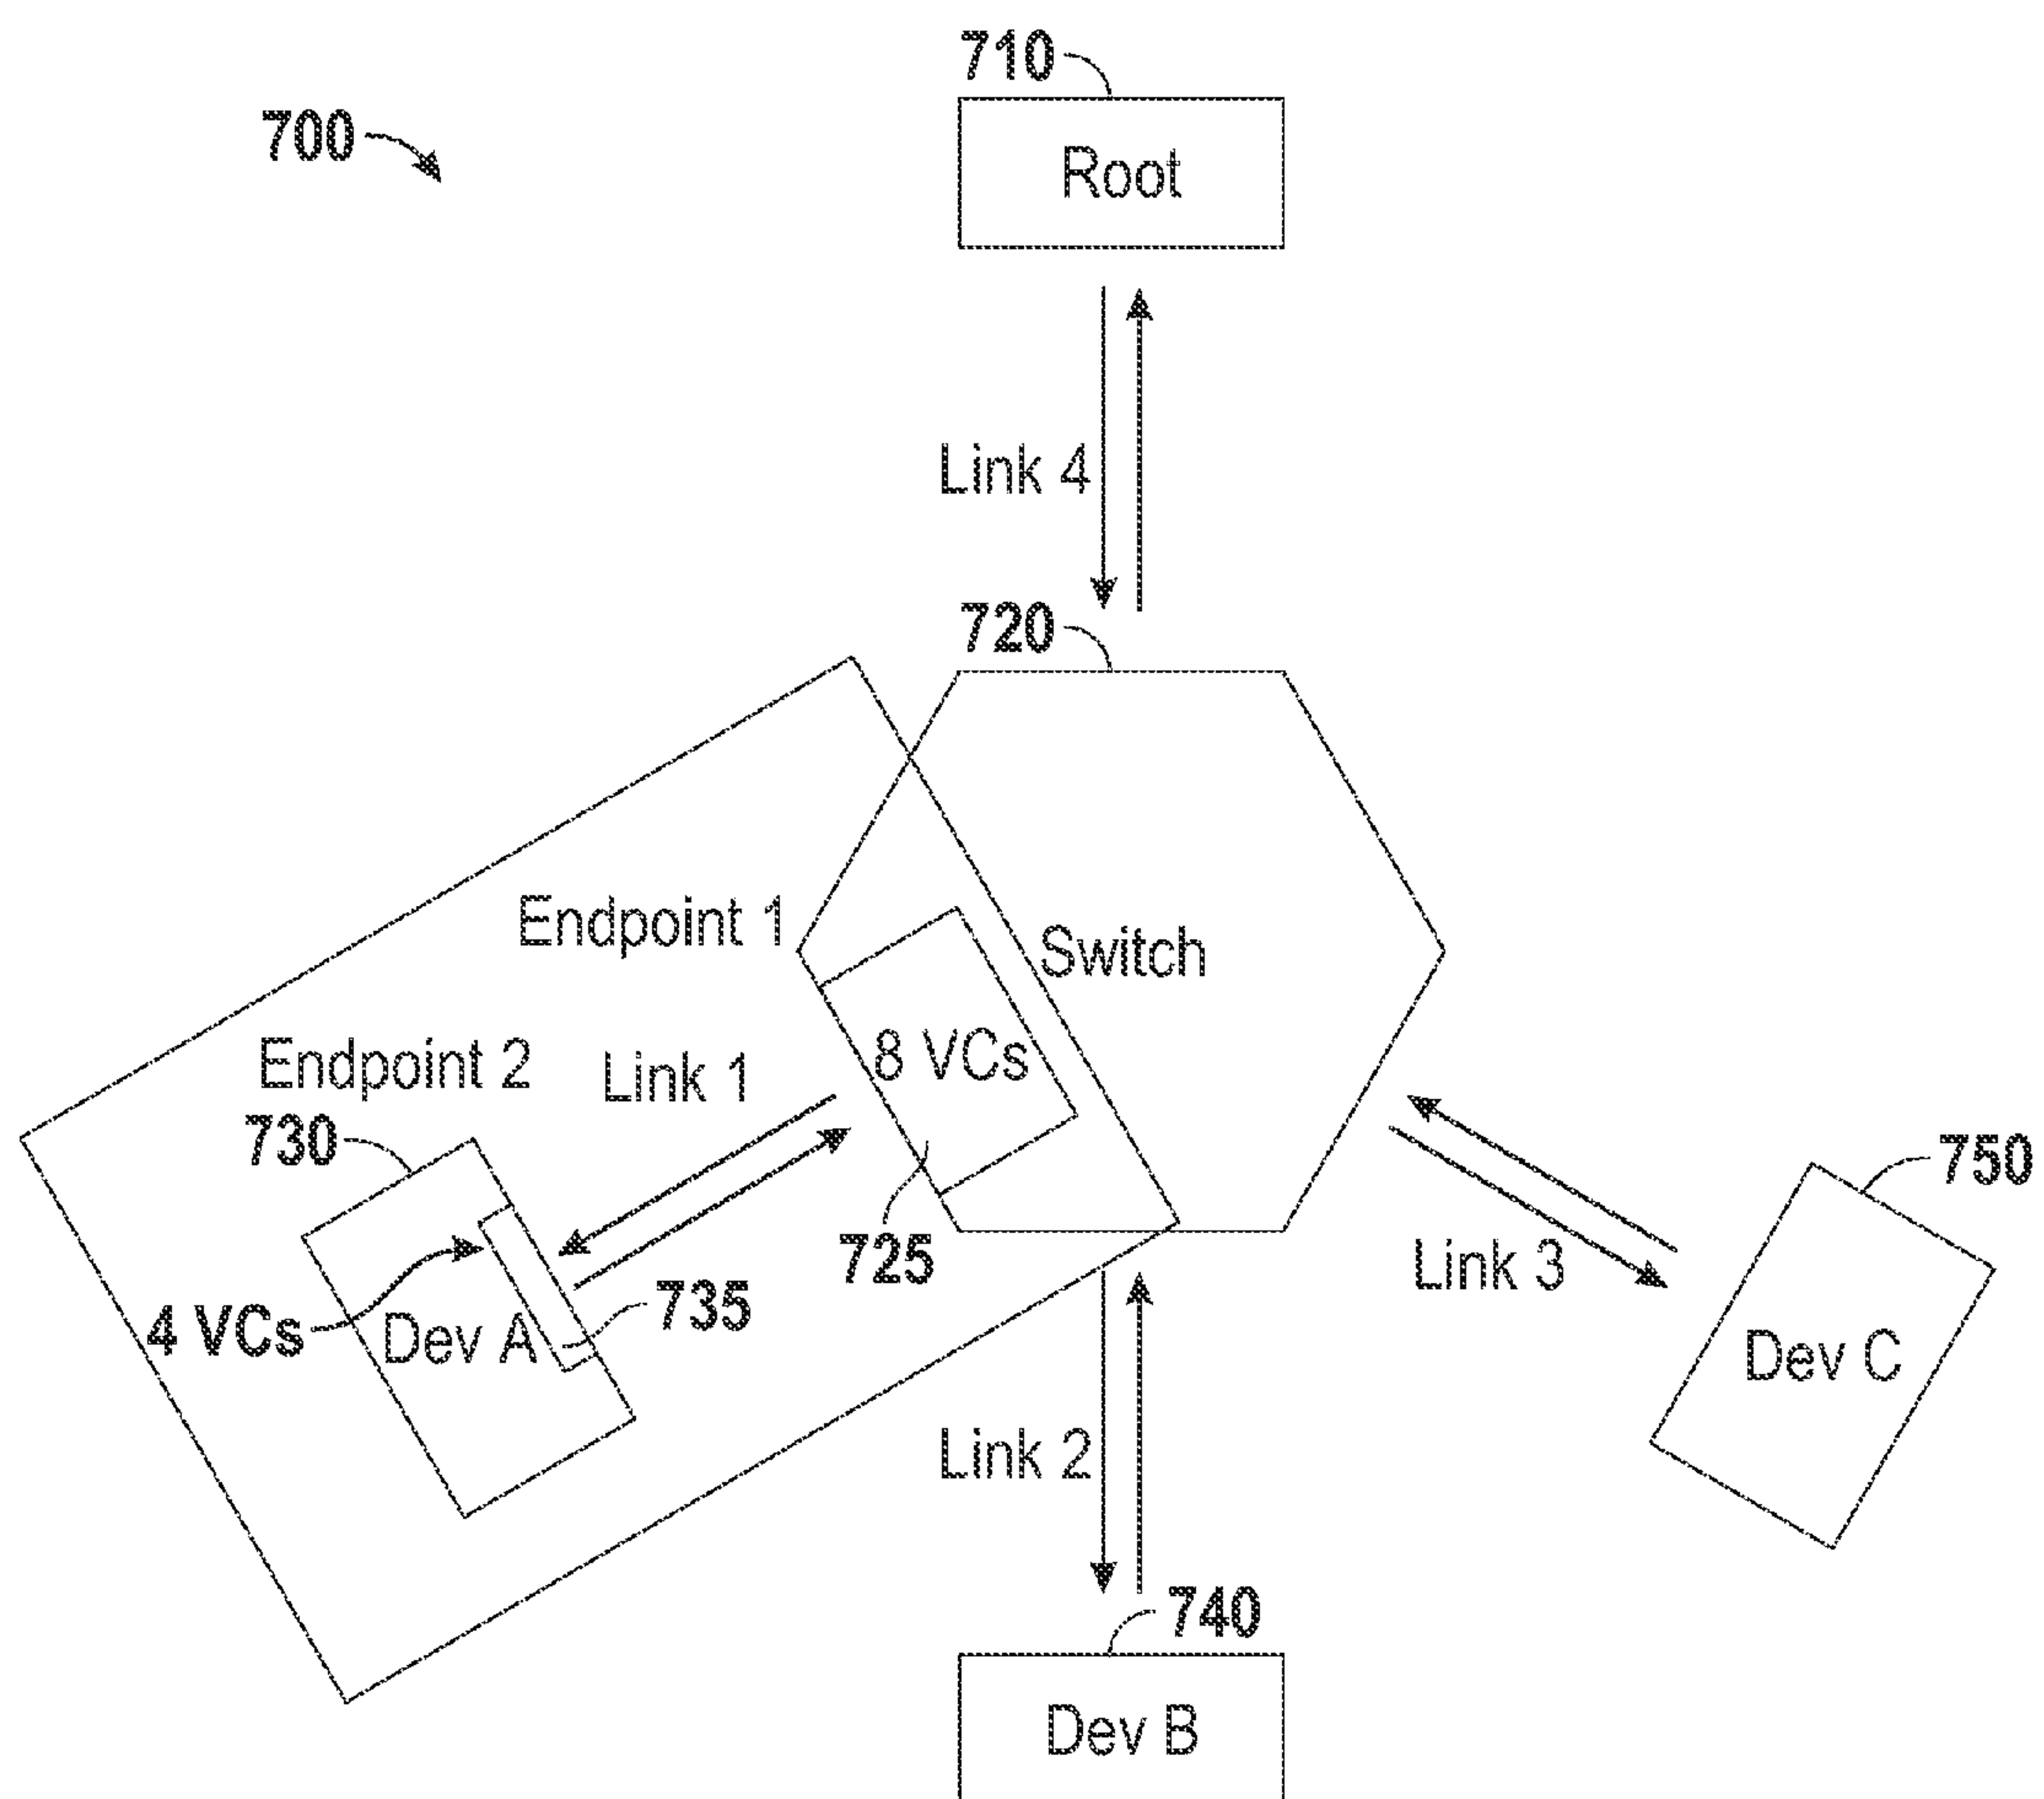 710
700
Root
Link 4
720
Endpoint 1
Switch
8 VCs
Endpoint 2
Link 1
730
750
725
Link 3
735
4 VCs
Dev A
Dev C
Link 2
740
Dev B